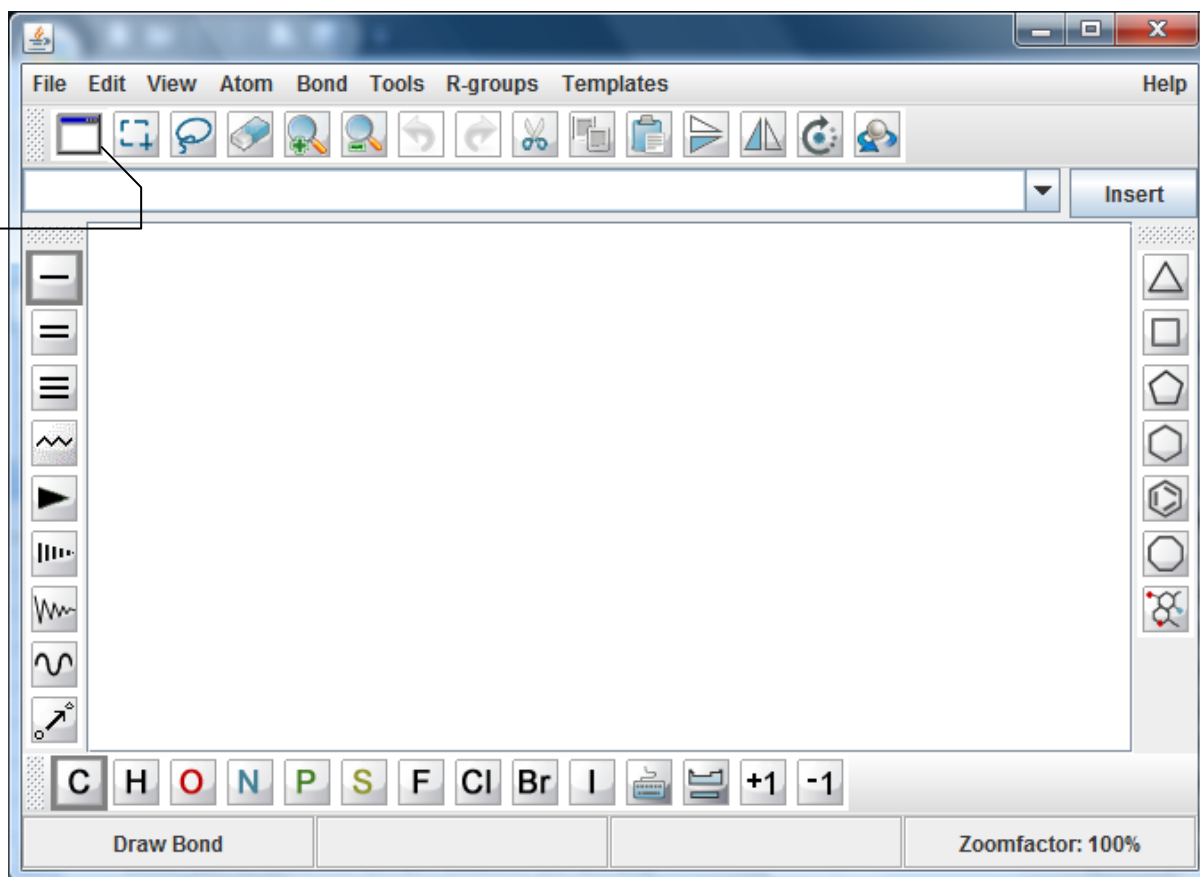 File Edit View Atom Bond Tools R-groups Templates Help
Insert
C H O N P S F Cl Br I +1 -1
Draw Bond Zoomfactor: 100%